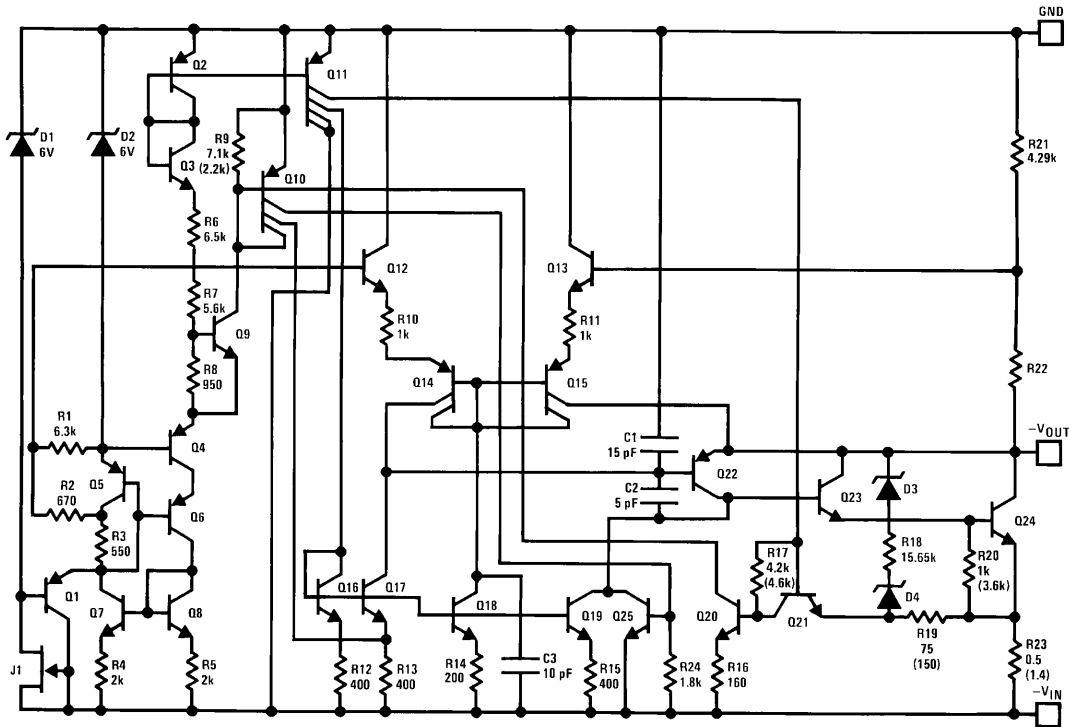 GND
Q2
Q11
D1
6V
D2
6V
R9
7.1k
(2.2k)
R21
4.29k
Q3
Q10
R6
6.5k
Q12
Q13
R7
5.6k
Q9
R10
1k
R11
1k
R8
950
R22
Q14
Q15
R1
6.3k
Q4
-VOUT
C1
15 pF
Q5
Q22
R2
670
Q6
C2
5 pF
Q23
D3
Q24
R3
550
R18
15.65k
R20
1k
(3.6k)
R17
4.2k
(4.6k)
Q1
Q7
Q8
Q16
Q17
Q18
Q19
Q25
Q20
Q21
D4
R19
75
(150)
J1
R4
2k
R5
2k
R12
400
R13
400
R14
200
C3
10 pF
R15
400
R24
1.8k
R16
160
R23
0.5
(1.4)
-VIN